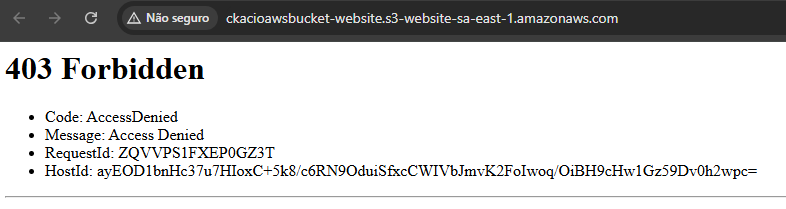 Não seguro ckacioawsbucket-website.s3-website-sa-east-1.amazonaws.com
403 Forbidden
Code: AccessDenied
Message: Access Denied
RequestId: ZQVVPS1FXEP0GZ3T
HostId: ayEOD1bnHc37u7HIoxC+5k8/c6RN9OduiSfxcCWIVbJmvK2FoIwoq/OiBH9cHw1Gz59Dv0h2wpc=